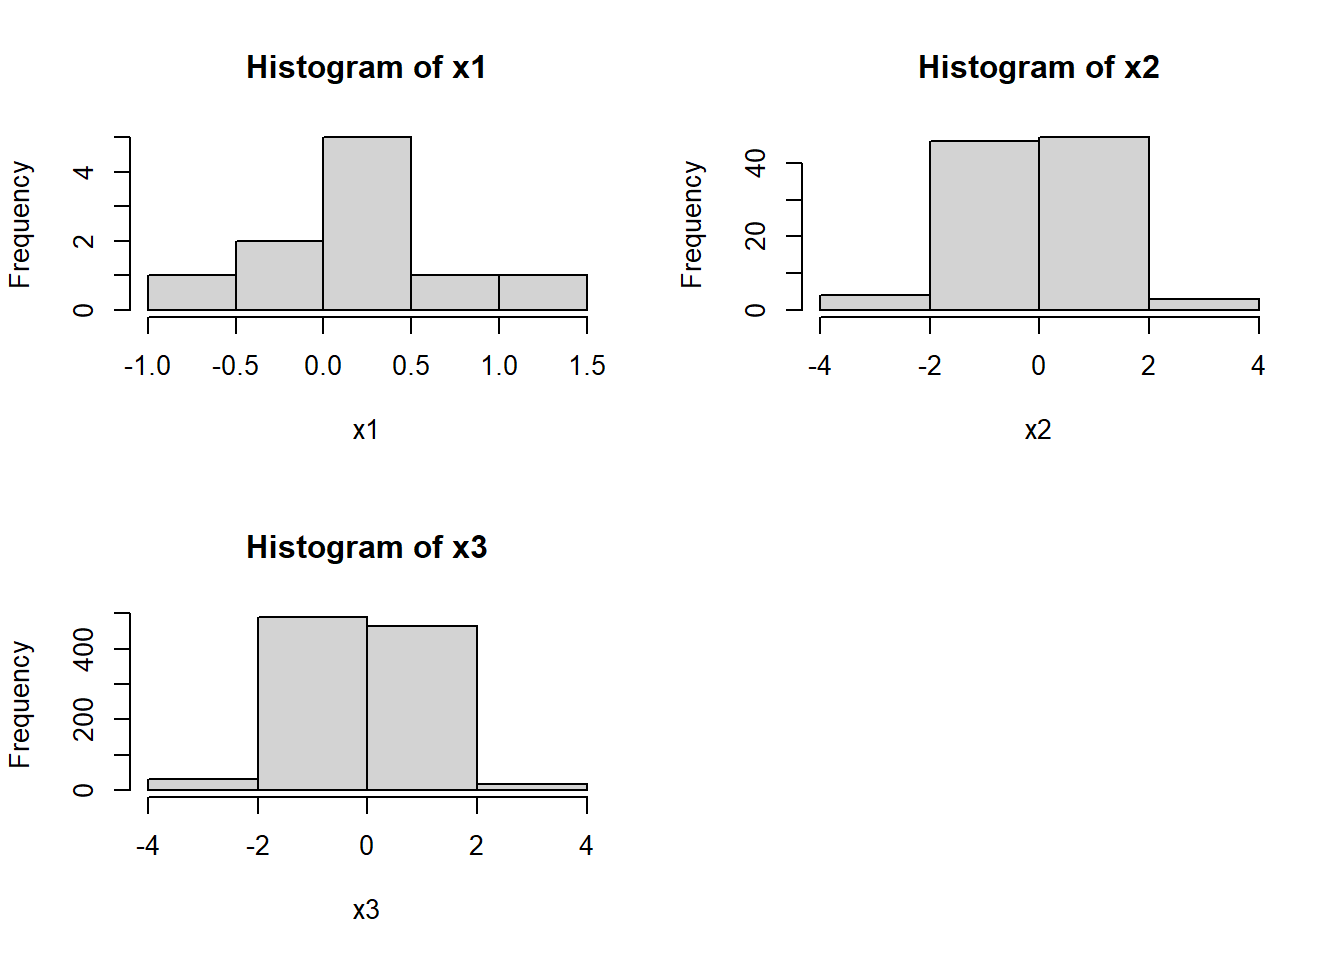 Histogram of x1
Frequency
0 2 4
-1.0 -0.5 0.0 0.5 1.0 1.5
x1
Histogram of x2
Frequency
0 20 40
-4 -2 0 2 4
x2
Histogram of x3
Frequency
0 200 400
-4 -2 0 2 4
x3